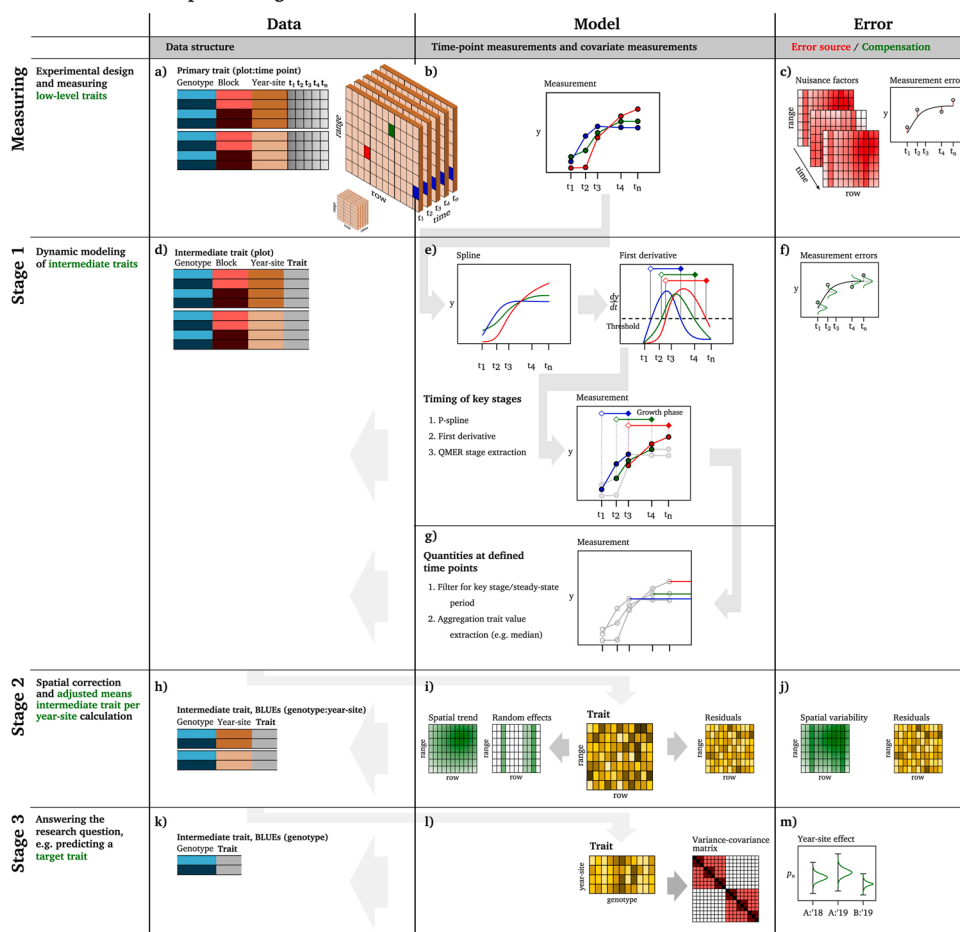 Data
Model
Error
Data structure
Time-point measurements and covariate measurements
Error source / Compensation
Measuring
Experimental design
and measuring
low-level traits
a)
Primary trait (plot:time point)
Genotype Block Year-site t1 t2 t3 t4 tn
range
row
t1 t2 t3 t4 tn
time
b)
Measurement
y
t1 t2 t3 t4 tn
c)
Nuisance factors
range
time
row
Measurement error
y
t1 t2 t3 t4 tn
Stage 1
Dynamic modeling
of intermediate traits
d)
Intermediate trait (plot)
Genotype Block Year-site Trait
e)
Spline
y
t1 t2 t3 t4 tn
First derivative
dy
dt
Threshold
t1 t2 t3 t4 tn
Timing of key stages
1. P-spline
2. First derivative
3. QMER stage extraction
Measurement
Growth phase
y
t1 t2 t3 t4 tn
f)
Measurement errors
y
t1 t2 t3 t4 tn
g)
Quantities at defined
time points
1. Filter for key stage/steady-state
period
2. Aggregation trait value
extraction (e.g. median)
Measurement
y
Stage 2
Spatial correction
and adjusted means
intermediate trait per
year-site calculation
h)
Intermediate trait, BLUEs (genotype:year-site)
Genotype Year-site Trait
i)
Spatial trend
range
row
Random effects
range
row
Trait
range
row
Residuals
range
row
j)
Spatial variability
range
row
Residuals
range
row
Stage 3
Answering the
research question,
e.g. predicting a
target trait
k)
Intermediate trait, BLUEs (genotype)
Genotype Trait
l)
Trait
year-site
genotype
Variance-covariance
matrix
m)
Year-site effect
pn
A:'18 A:'19 B:'19